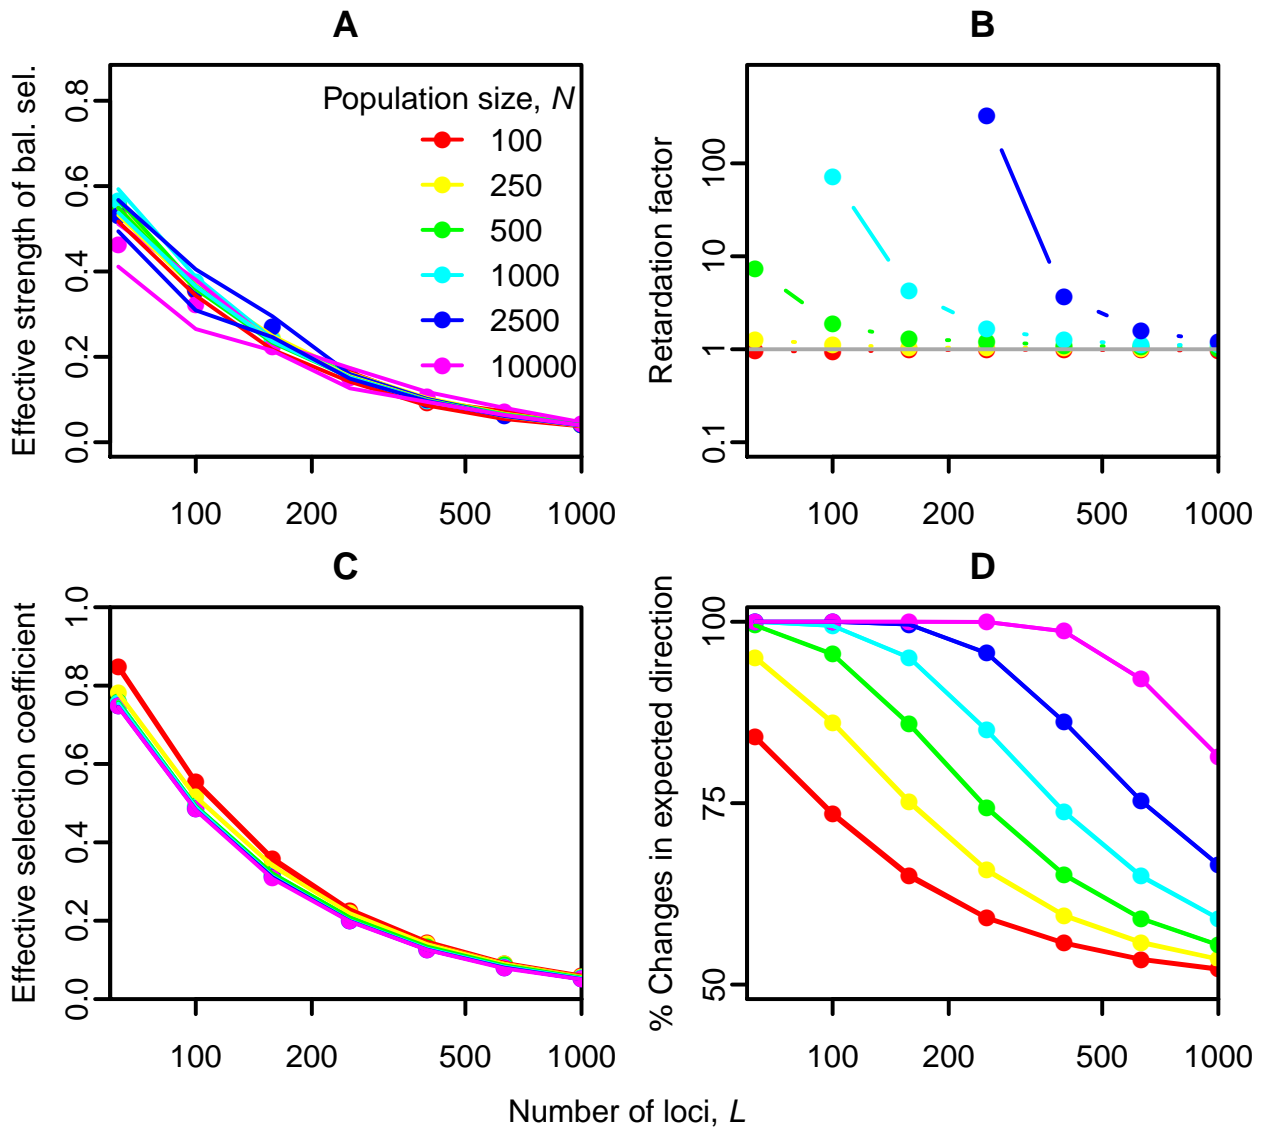 A
Effective strength of bal. sel.
0.0 0.2 0.4 0.6 0.8
Population size, N
100
250
500
1000
2500
10000
100 200 500 1000
B
Retardation factor
0.1 1 10 100
100 200 500 1000
C
Effective selection coefficient
0.0 0.2 0.4 0.6 0.8 1.0
100 200 500 1000
D
% Changes in expected direction
50 75 100
100 200 500 1000
Number of loci, L